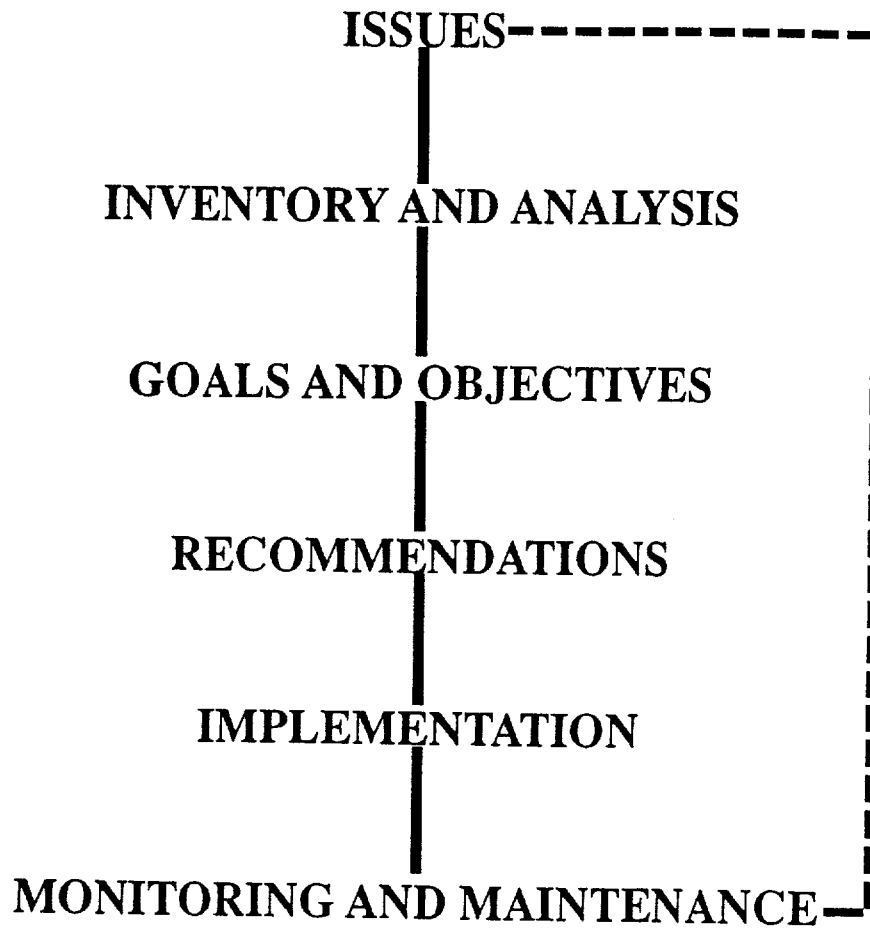 ISSUES
INVENTORY AND ANALYSIS
GOALS AND OBJECTIVES
RECOMMENDATIONS
IMPLEMENTATION
MONITORING AND MAINTENANCE